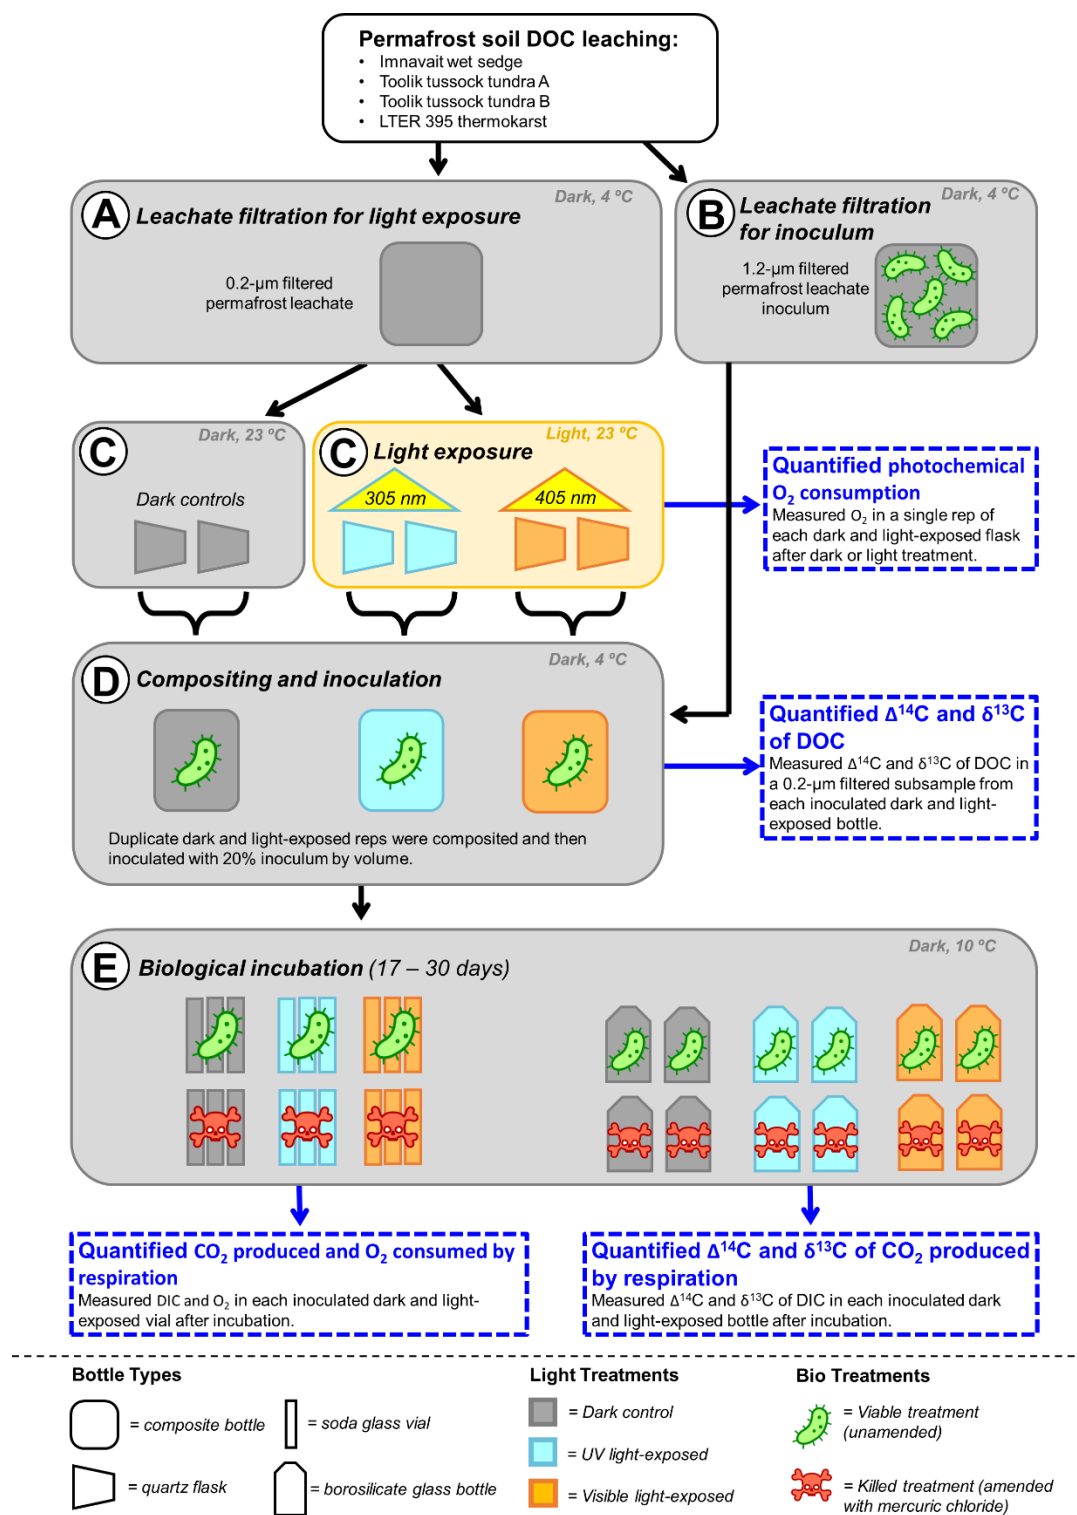 Permafrost soil DOC leaching:
• Imnavait wet sedge
• Toolik tussock tundra A
• Toolik tussock tundra B
• LTER 395 thermokarst
A
Dark, 4 ºC
Leachate filtration for light exposure
0.2-µm filtered
permafrost leachate
B
Dark, 4 ºC
Leachate filtration
for inoculum
1.2-µm filtered
permafrost leachate
inoculum
C
Dark, 23 ºC
Dark controls
C
Light, 23 ºC
Light exposure
305 nm
405 nm
Quantified photochemical
O₂ consumption
Measured O₂ in a single rep of
each dark and light-exposed flask
after dark or light treatment.
D
Dark, 4 ºC
Compositing and inoculation
Duplicate dark and light-exposed reps were composited and then
inoculated with 20% inoculum by volume.
Quantified Δ¹⁴C and δ¹³C
of DOC
Measured Δ¹⁴C and δ¹³C of DOC in
a 0.2-µm filtered subsample from
each inoculated dark and light-
exposed bottle.
E
Dark, 10 ºC
Biological incubation (17 – 30 days)
Quantified CO₂ produced and O₂ consumed by
respiration
Measured DIC and O₂ in each inoculated dark and light-
exposed vial after incubation.
Quantified Δ¹⁴C and δ¹³C of CO₂ produced
by respiration
Measured Δ¹⁴C and δ¹³C of DIC in each inoculated dark
and light-exposed bottle after incubation.
Bottle Types
= composite bottle
= soda glass vial
= quartz flask
= borosilicate glass bottle
Light Treatments
= Dark control
= UV light-exposed
= Visible light-exposed
Bio Treatments
= Viable treatment
(unamended)
= Killed treatment (amended
with mercuric chloride)